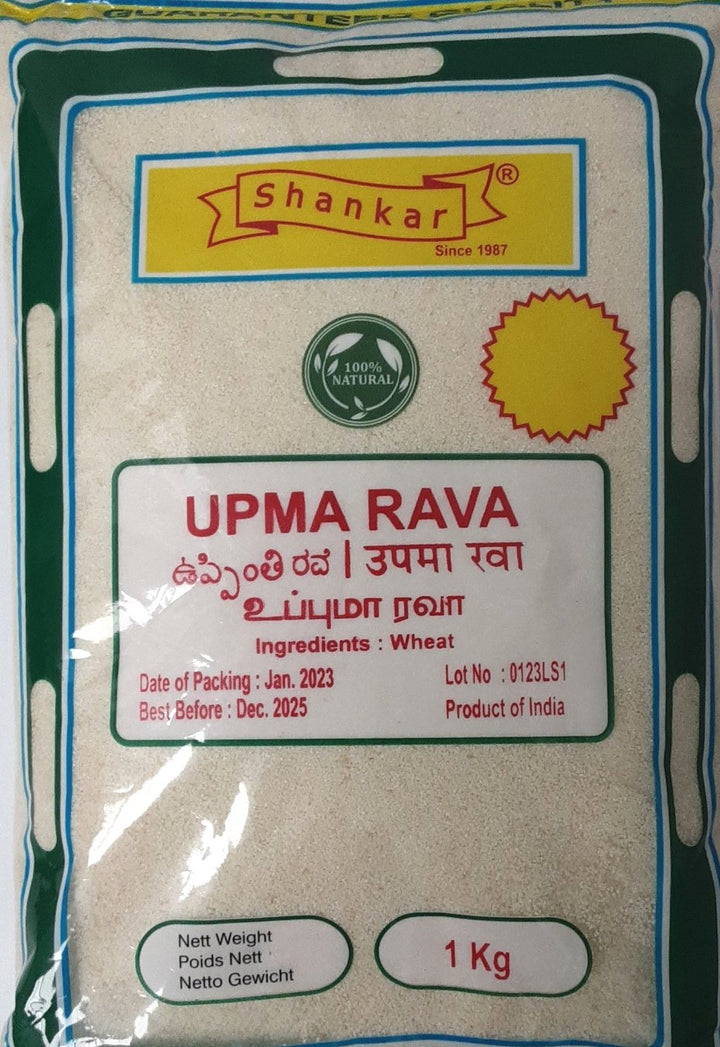 GUARANTEED QUALITY
Shankar®
Since 1987
100%
NATURAL
UPMA RAVA
ఉప్పింతి రవె | उपमा रवा
உப்புமா ரவா
Ingredients : Wheat
Date of Packing : Jan. 2023
Lot No : 0123LS1
Best Before : Dec. 2025
Product of India
Nett Weight
Poids Nett
Netto Gewicht
1 Kg